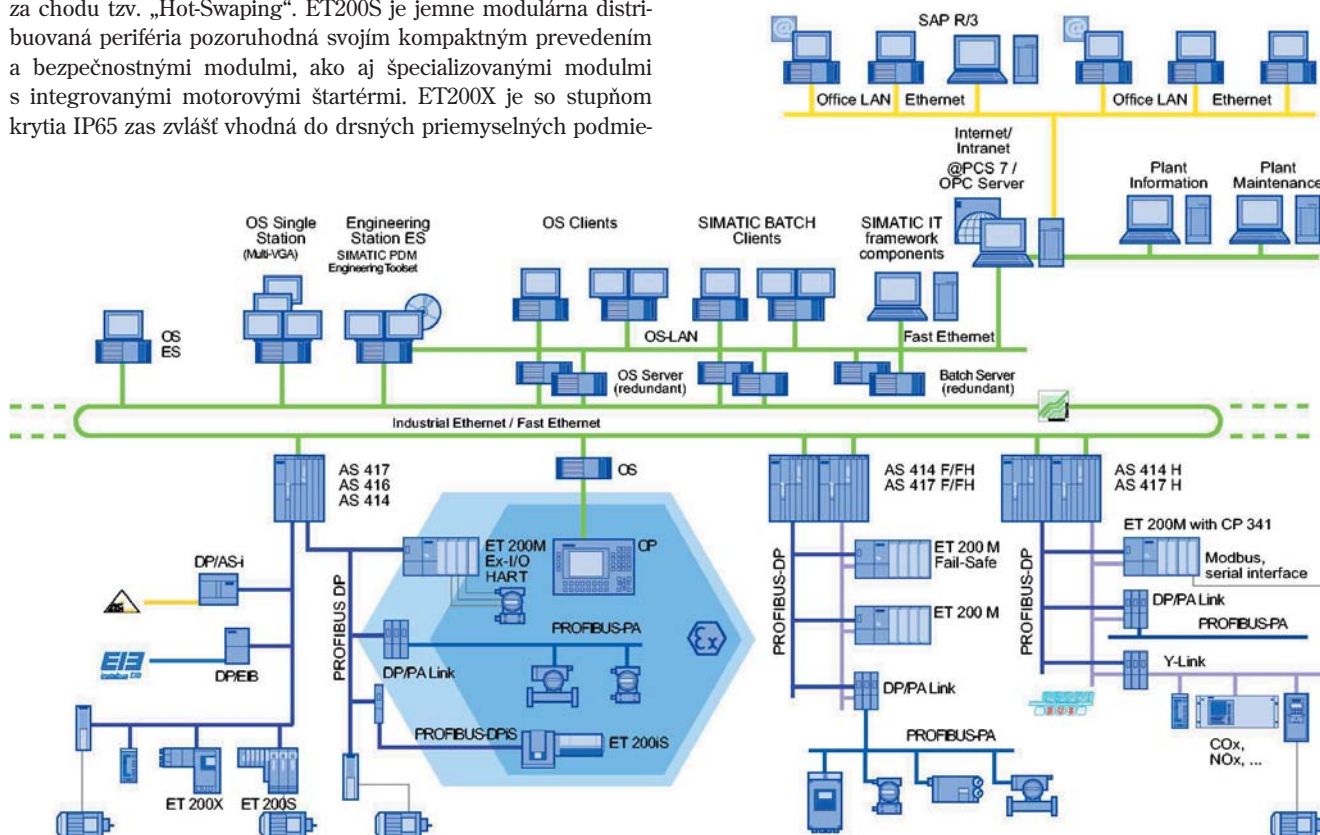 za chodu tzv. „Hot-Swaping“. ET200S je jemne modulárna distri-
buovaná periféria pozoruhodná svojím kompaktným prevedením
a bezpečnostnými modulmi, ako aj špecializovanými modulmi
s integrovanými motorovými štartérmi. ET200X je so stupňom
krytia IP65 zas zvlášť vhodná do drsných priemyselných podmie-
SAP R/3
@
@
Office LAN
Ethernet
Office LAN
Ethernet
Internet/
Intranet
@PCS 7 /
OPC Server
Plant
Information
Plant
Maintenance
OS Single
Station
(Multi-VGA)
Engineering
Station ES
SIMATIC PDM
Engineering Toolset
OS Clients
SIMATIC BATCH
Clients
SIMATIC IT
framework
components
OS
ES
OS-LAN
Fast Ethernet
OS Server
(redundant)
Batch Server
(redundant)
Industrial Ethernet / Fast Ethernet
AS 417
AS 416
AS 414
OS
AS 414 F/FH
AS 417 F/FH
AS 414 H
AS 417 H
ET 200M
Ex-I/O
HART
OP
ET 200 M
Fail-Safe
ET 200M with CP 341
Modbus,
serial interface
DP/AS-i
PROFIBUS DP
PROFIBUS-DP
PROFIBUS-DP
DP/PA Link
PROFIBUS-PA
ET 200 M
PROFIBUS-PA
εx
EIB
DP/EIB
DP/PA Link
Y-Link
DP/PA Link
PROFIBUS-DPiS
ET 200iS
BUS
PROFIBUS-PA
COx,
NOx, ...
ET 200X
ET 200S